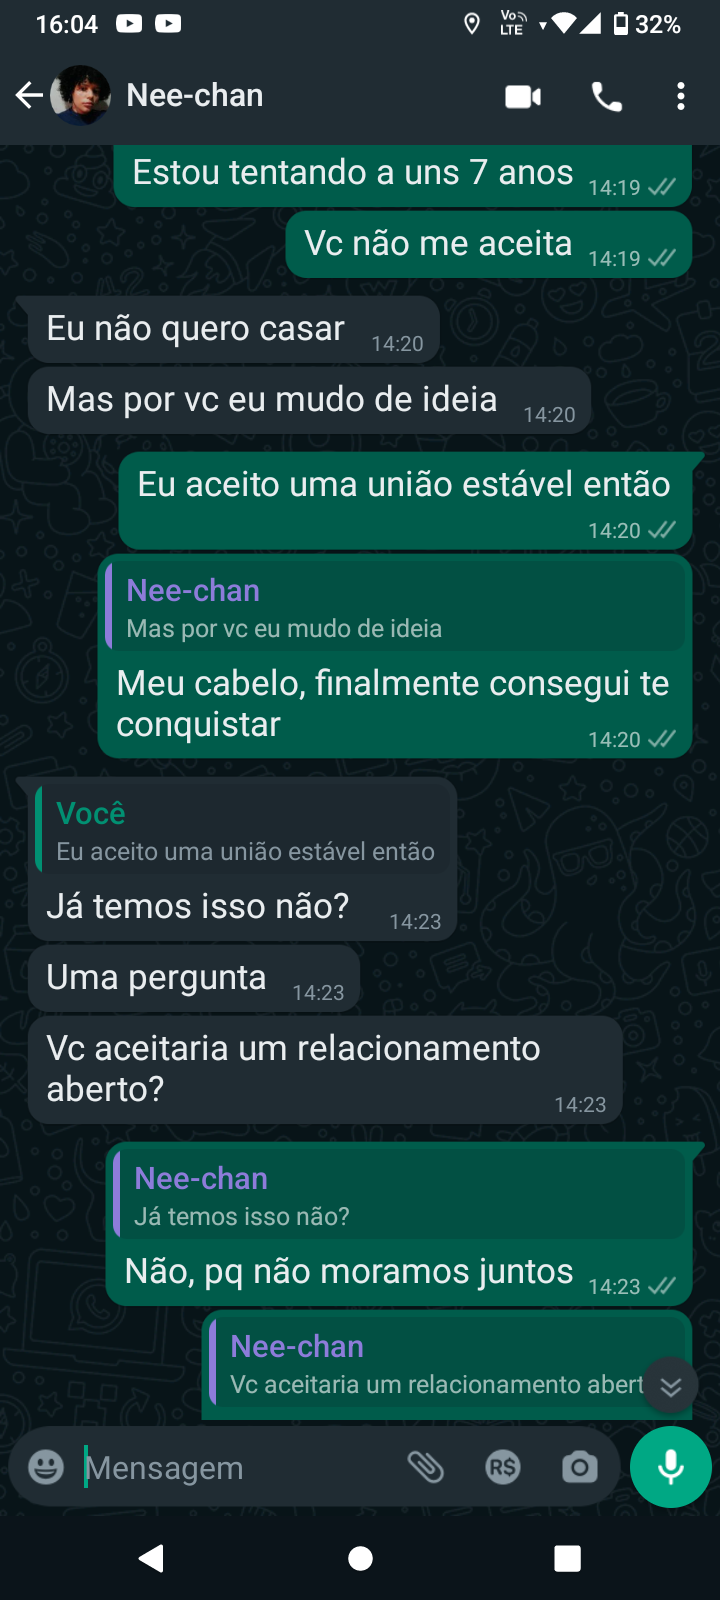 16:04
Vo
LTE
32%
Nee-chan
Estou tentando a uns 7 anos
14:19
Vc não me aceita
14:19
Eu não quero casar
14:20
Mas por vc eu mudo de ideia
14:20
Eu aceito uma união estável então
14:20
Nee-chan
Mas por vc eu mudo de ideia
Meu cabelo, finalmente consegui te
conquistar
14:20
Você
Eu aceito uma união estável então
Já temos isso não?
14:23
Uma pergunta
14:23
Vc aceitaria um relacionamento
aberto?
14:23
Nee-chan
Já temos isso não?
Não, pq não moramos juntos
14:23
Nee-chan
Vc aceitaria um relacionamento abert
Mensagem
R$